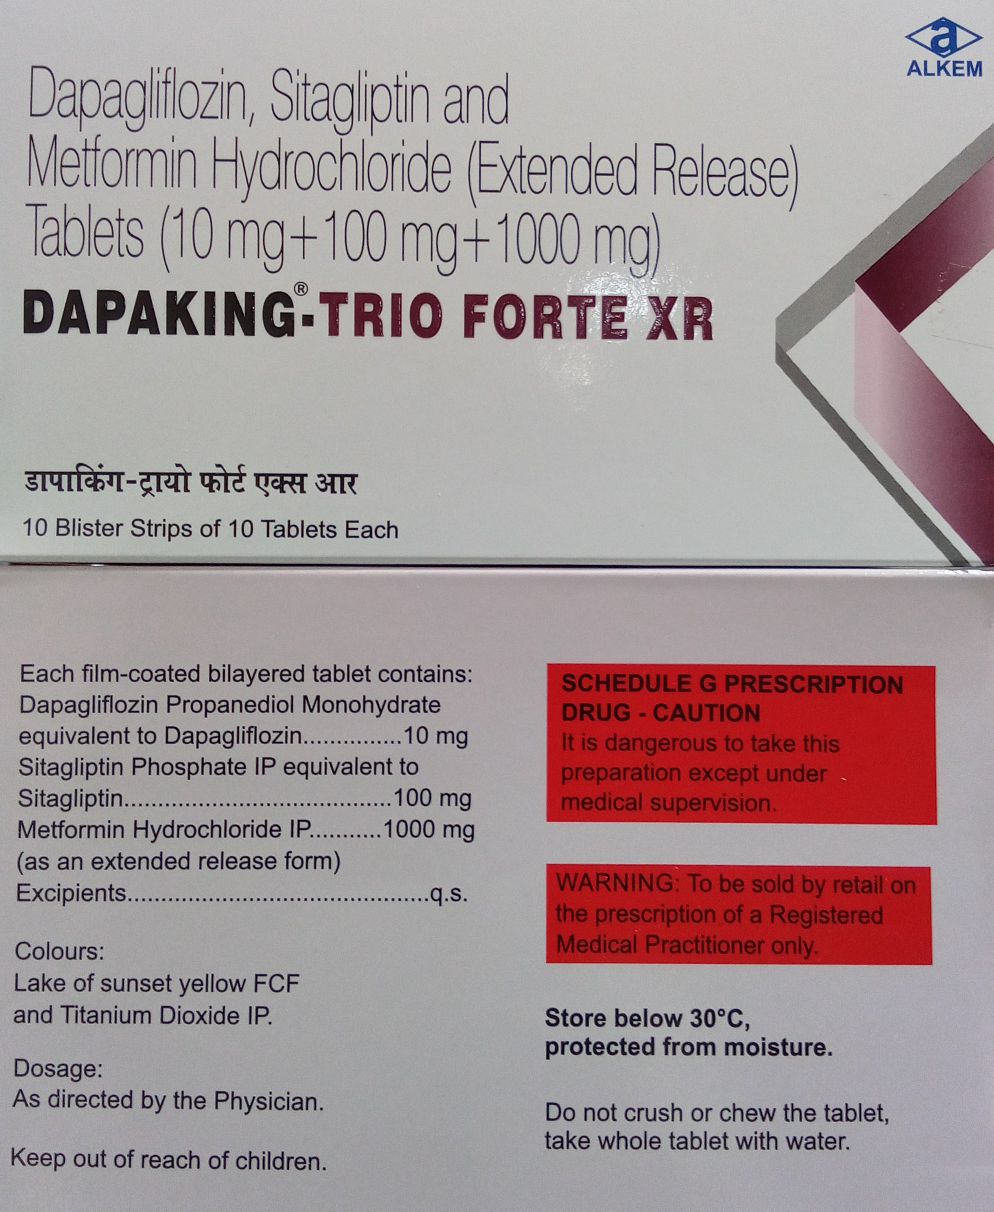 a
ALKEM
Dapagliflozin, Sitagliptin and
Metformin Hydrochloride (Extended Release)
Tablets (10 mg+100 mg+1000 mg)
DAPAKING®-TRIO FORTE XR
डापाकिंग-ट्रायो फोर्ट एक्स आर
10 Blister Strips of 10 Tablets Each
Each film-coated bilayered tablet contains:
Dapagliflozin Propanediol Monohydrate
equivalent to Dapagliflozin...............10 mg
Sitagliptin Phosphate IP equivalent to
Sitagliptin........................................100 mg
Metformin Hydrochloride IP...........1000 mg
(as an extended release form)
Excipients.............................................q.s.
Colours:
Lake of sunset yellow FCF
and Titanium Dioxide IP.
Dosage:
As directed by the Physician.
Keep out of reach of children.
SCHEDULE G PRESCRIPTION
DRUG - CAUTION
It is dangerous to take this
preparation except under
medical supervision.
WARNING: To be sold by retail on
the prescription of a Registered
Medical Practitioner only.
Store below 30°C,
protected from moisture.
Do not crush or chew the tablet,
take whole tablet with water.